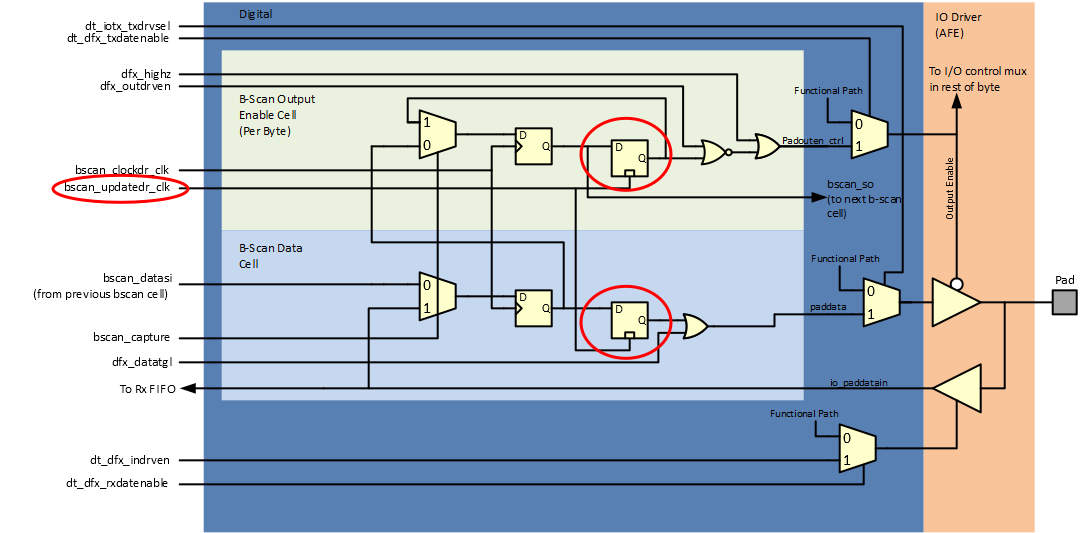 Digital
IO Driver
(AFE)
dt_iotx_txdrvsel
dt_dfx_txdatenable
dfx_highz
dfx_outdrven
B-Scan Output
Enable Cell
(Per Byte)
1
0
D
Q
D
Q
Functional Path
0
1
Padouten_ctrl
To I/O control mux
in rest of byte
Output Enable
bscan_clockdr_clk
bscan_updatedr_clk
bscan_so
(to next b-scan
cell)
B-Scan Data
Cell
bscan_datasi
(from previous bscan cell)
0
1
D
Q
D
Q
Functional Path
0
1
paddata
Pad
bscan_capture
dfx_datatgl
To Rx FIFO
io_paddatain
Functional Path
0
1
dt_dfx_indrven
dt_dfx_rxdatenable